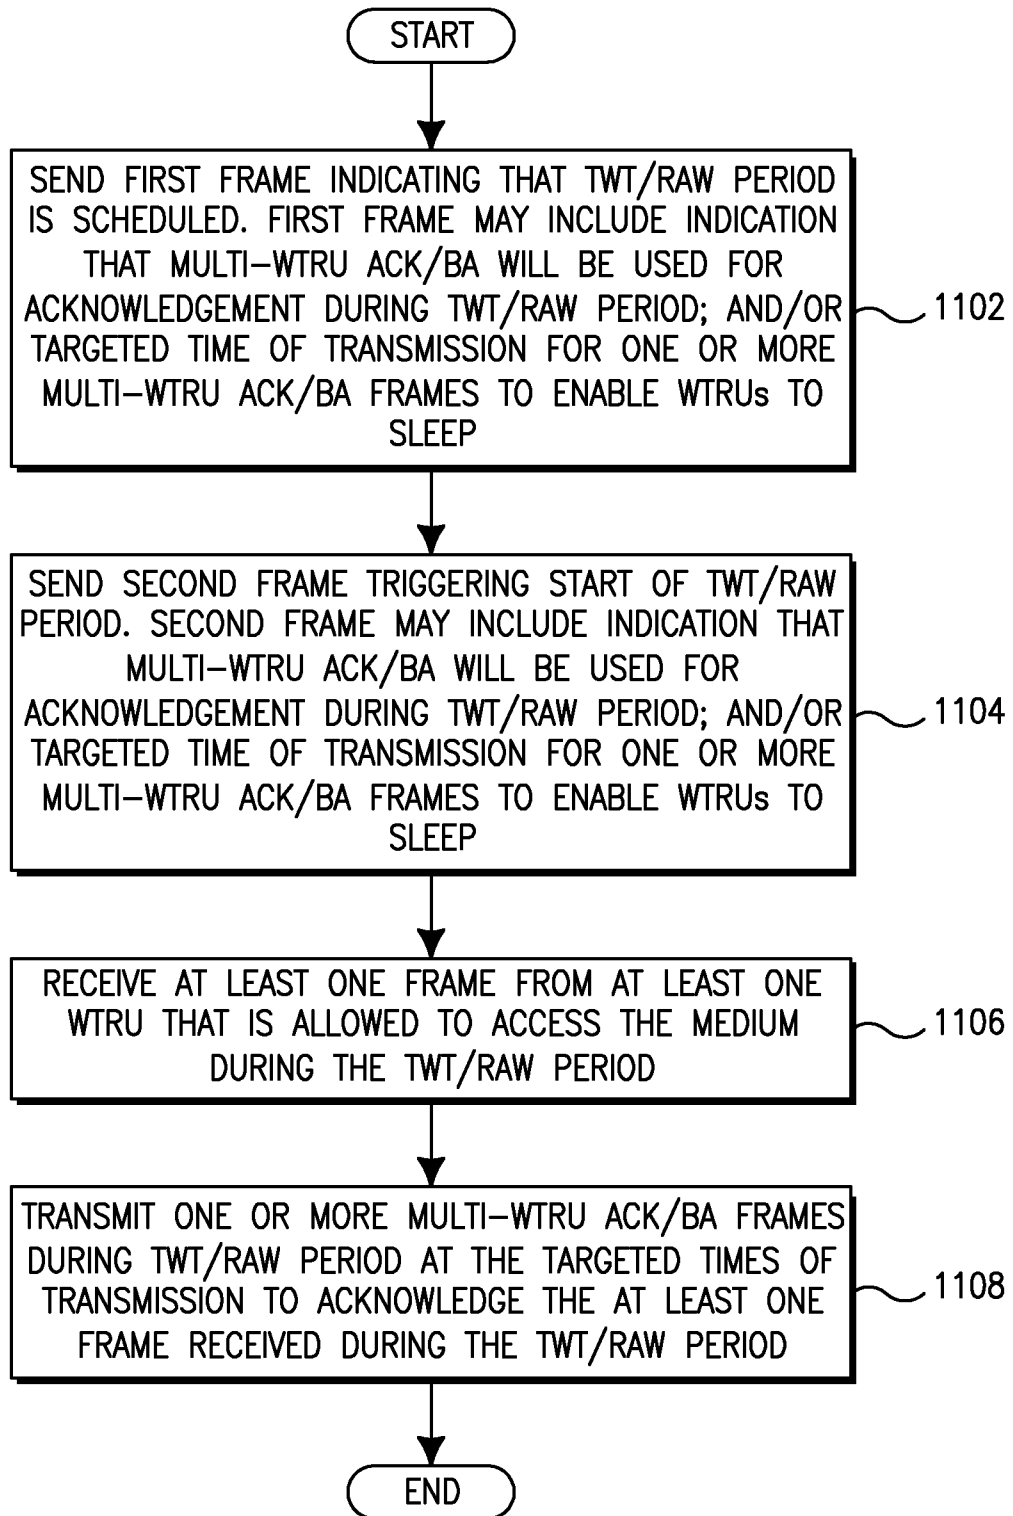 START
SEND FIRST FRAME INDICATING THAT TWT/RAW PERIOD
IS SCHEDULED. FIRST FRAME MAY INCLUDE INDICATION
THAT MULTI-WTRU ACK/BA WILL BE USED FOR
ACKNOWLEDGEMENT DURING TWT/RAW PERIOD; AND/OR
TARGETED TIME OF TRANSMISSION FOR ONE OR MORE
MULTI-WTRU ACK/BA FRAMES TO ENABLE WTRUs TO
SLEEP
1102
SEND SECOND FRAME TRIGGERING START OF TWT/RAW
PERIOD. SECOND FRAME MAY INCLUDE INDICATION THAT
MULTI-WTRU ACK/BA WILL BE USED FOR
ACKNOWLEDGEMENT DURING TWT/RAW PERIOD; AND/OR
TARGETED TIME OF TRANSMISSION FOR ONE OR MORE
MULTI-WTRU ACK/BA FRAMES TO ENABLE WTRUs TO
SLEEP
1104
RECEIVE AT LEAST ONE FRAME FROM AT LEAST ONE
WTRU THAT IS ALLOWED TO ACCESS THE MEDIUM
DURING THE TWT/RAW PERIOD
1106
TRANSMIT ONE OR MORE MULTI-WTRU ACK/BA FRAMES
DURING TWT/RAW PERIOD AT THE TARGETED TIMES OF
TRANSMISSION TO ACKNOWLEDGE THE AT LEAST ONE
FRAME RECEIVED DURING THE TWT/RAW PERIOD
1108
END